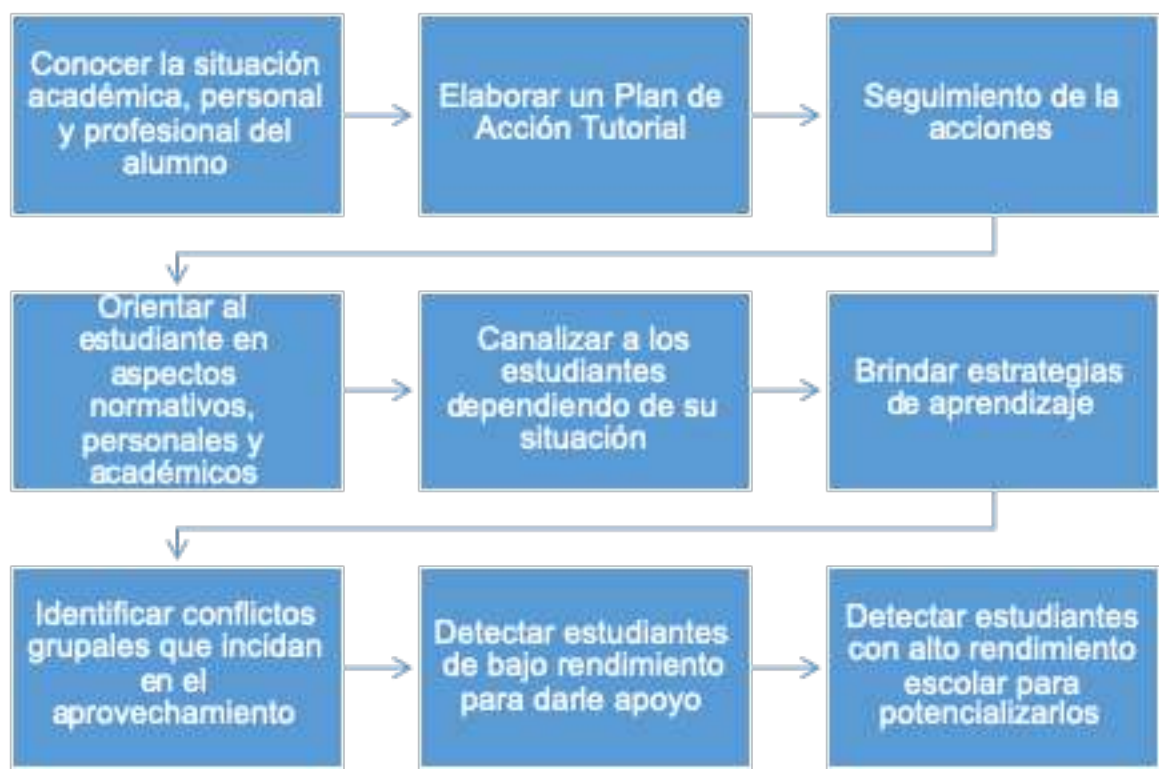 Conocer la situación
académica, personal
y profesional del
alumno
Elaborar un Plan de
Acción Tutorial
Seguimiento de la
acciones
Orientar al
estudiante en
aspectos
normativos,
personales y
académicos
Canalizar a los
estudiantes
dependiendo de su
situación
Brindar estrategias
de aprendizaje
Identificar conflictos
grupales que incidan
en el
aprovechamiento
Detectar estudiantes
de bajo rendimiento
para darle apoyo
Detectar estudiantes
con alto rendimiento
escolar para
potencializarlos